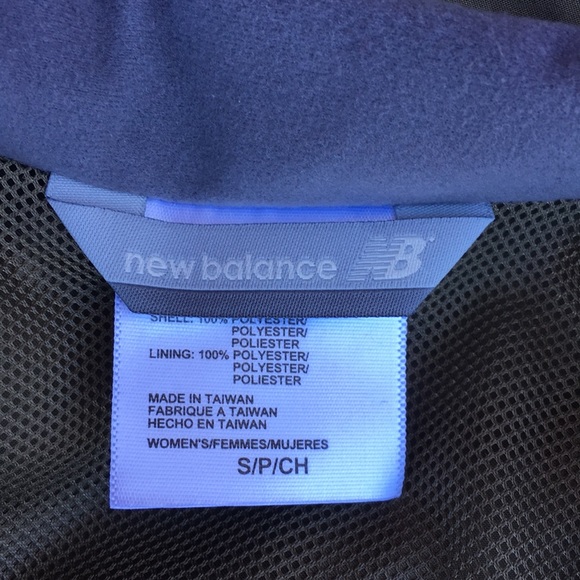 new balance NB
SHELL: 100% POLYESTER/
POLYESTER/
POLIESTER
LINING: 100% POLYESTER/
POLYESTER/
POLIESTER
MADE IN TAIWAN
FABRIQUE A TAIWAN
HECHO EN TAIWAN
WOMEN'S/FEMMES/MUJERES
S/P/CH